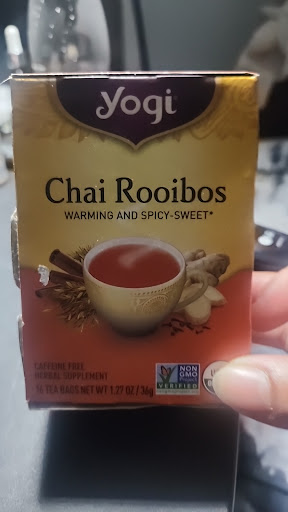 yogi®
Chai Rooibos
WARMING AND SPICY-SWEET*
CAFFEINE FREE
HERBAL SUPPLEMENT
16 TEA BAGS NET WT 1.27 OZ / 36g
NON
GMO
VERIFIED